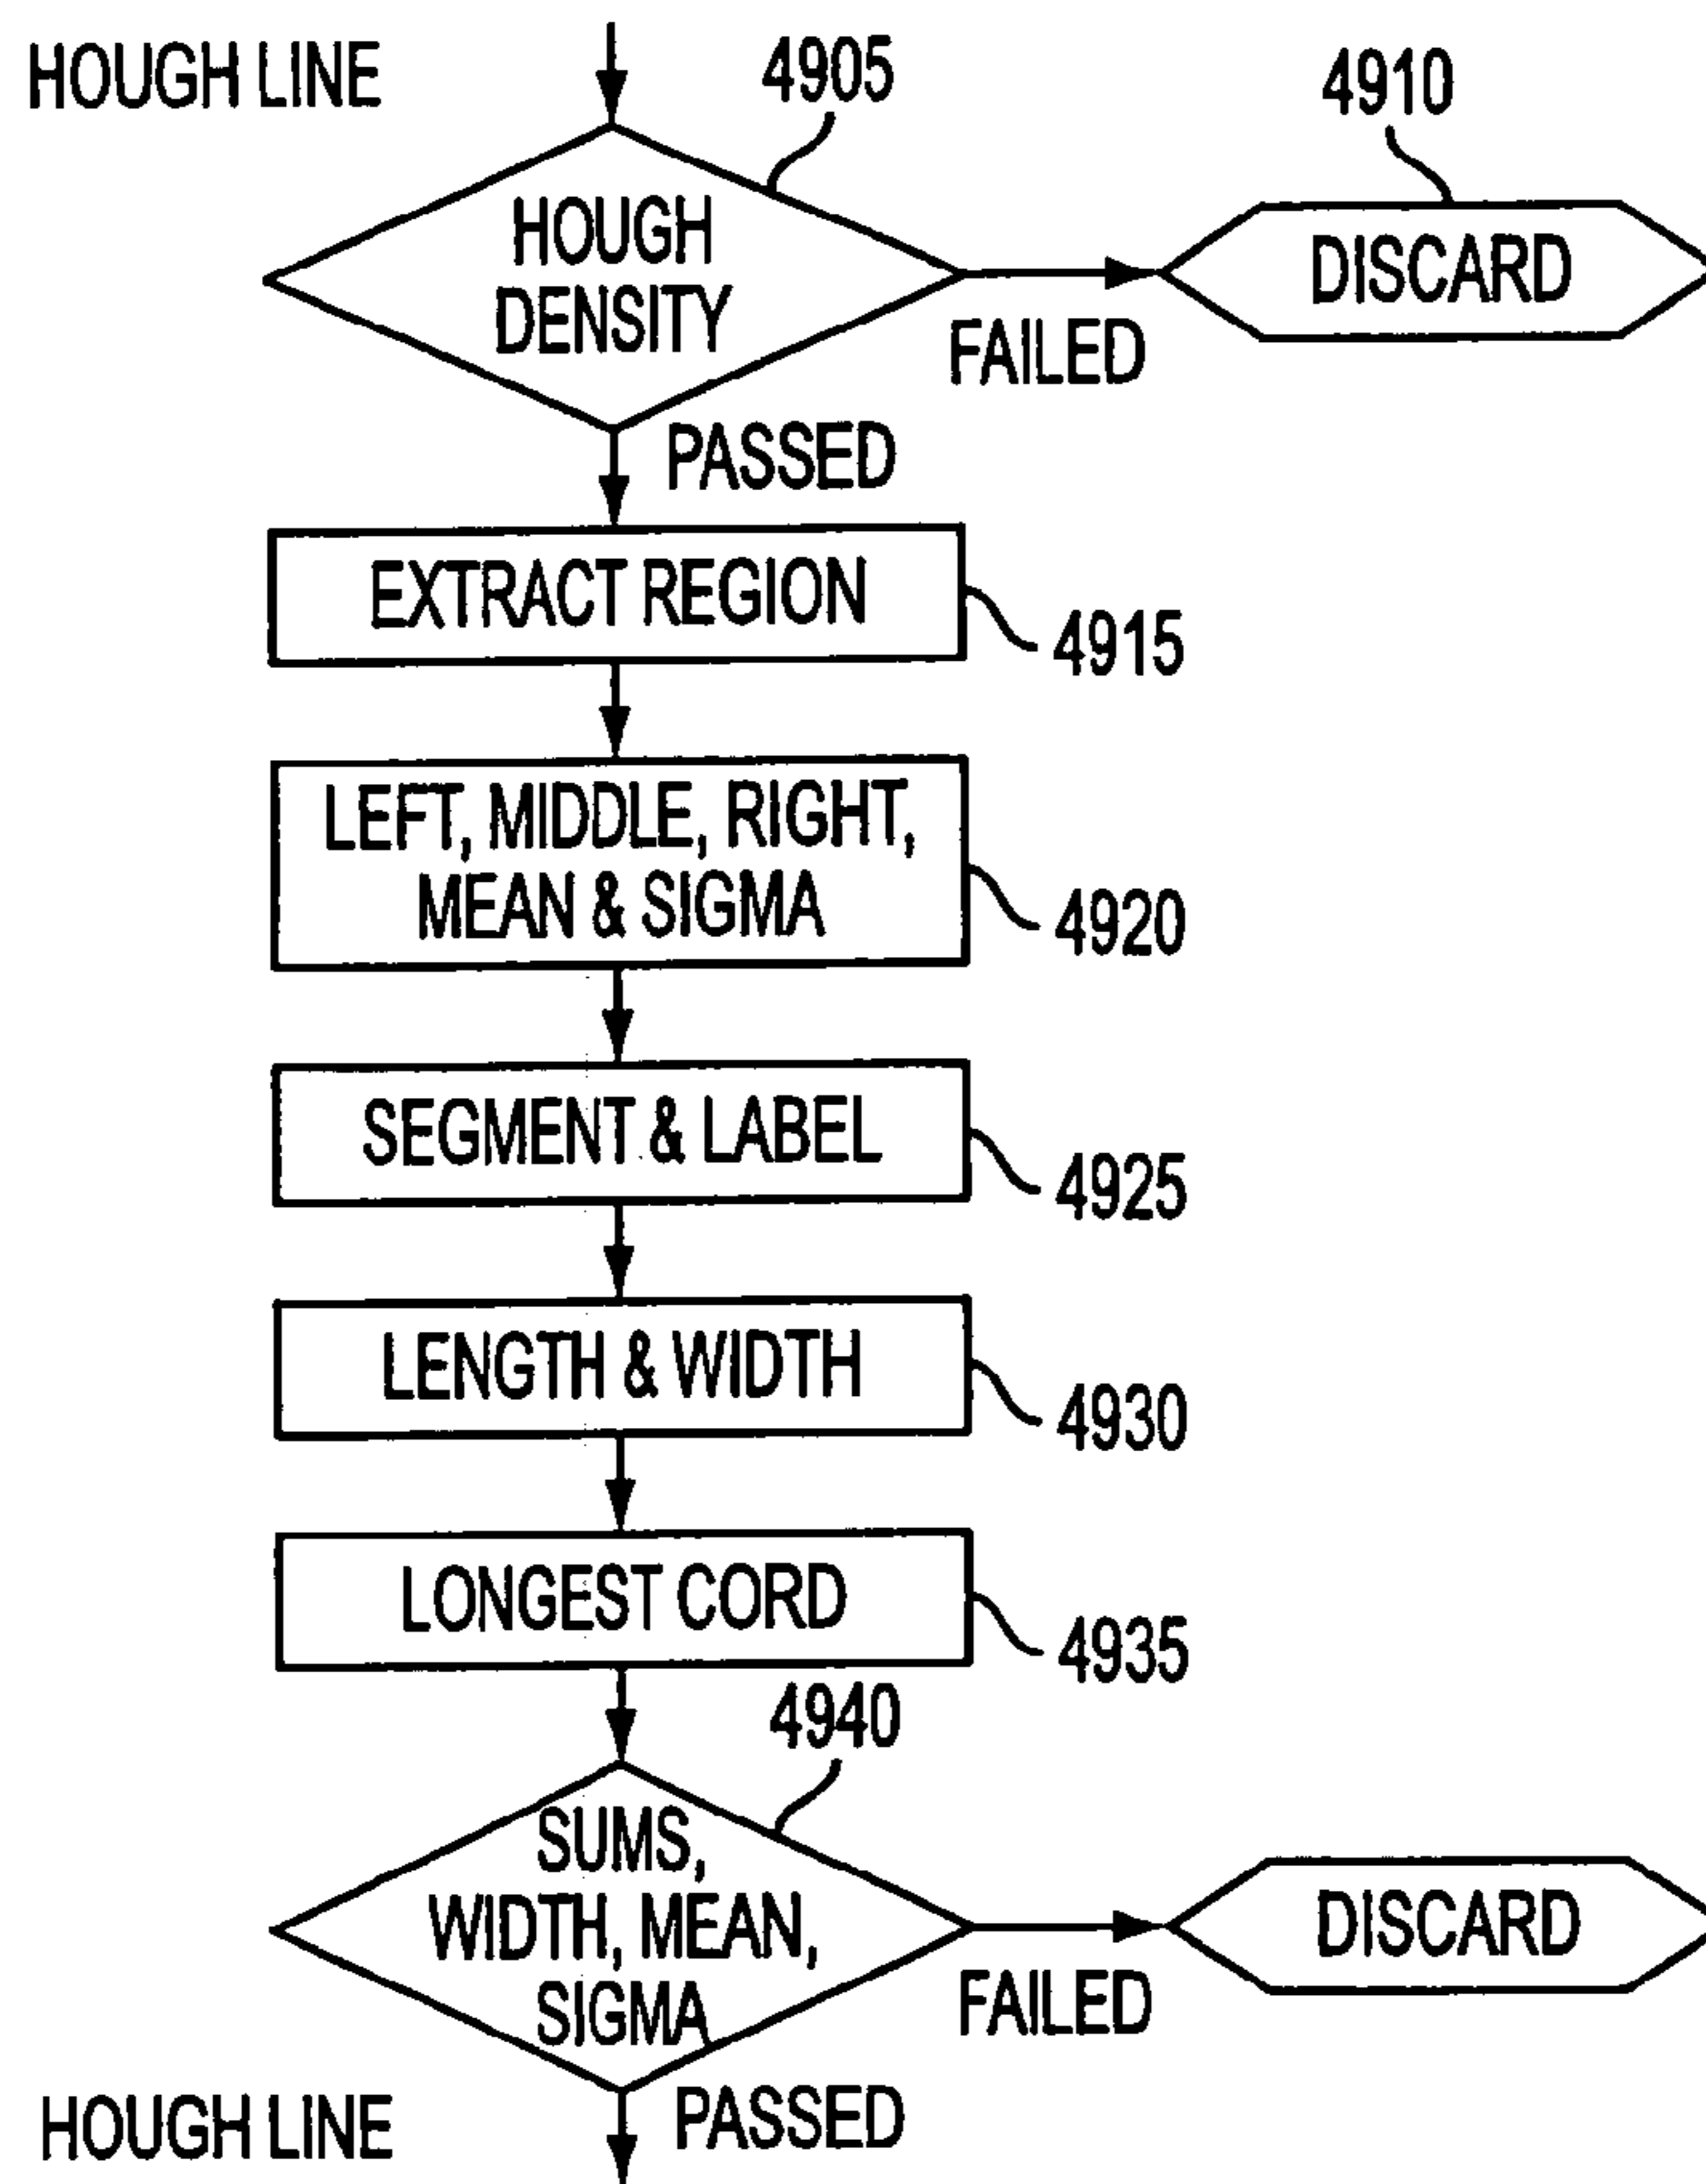 HOUGH LINE
4905
4910
HOUGH
DENSITY
DISCARD
FAILED
PASSED
EXTRACT REGION
4915
LEFT, MIDDLE, RIGHT,
MEAN & SIGMA
4920
SEGMENT & LABEL
4925
LENGTH & WIDTH
4930
LONGEST CORD
4935
4940
SUMS,
WIDTH, MEAN,
SIGMA
DISCARD
FAILED
HOUGH LINE
PASSED